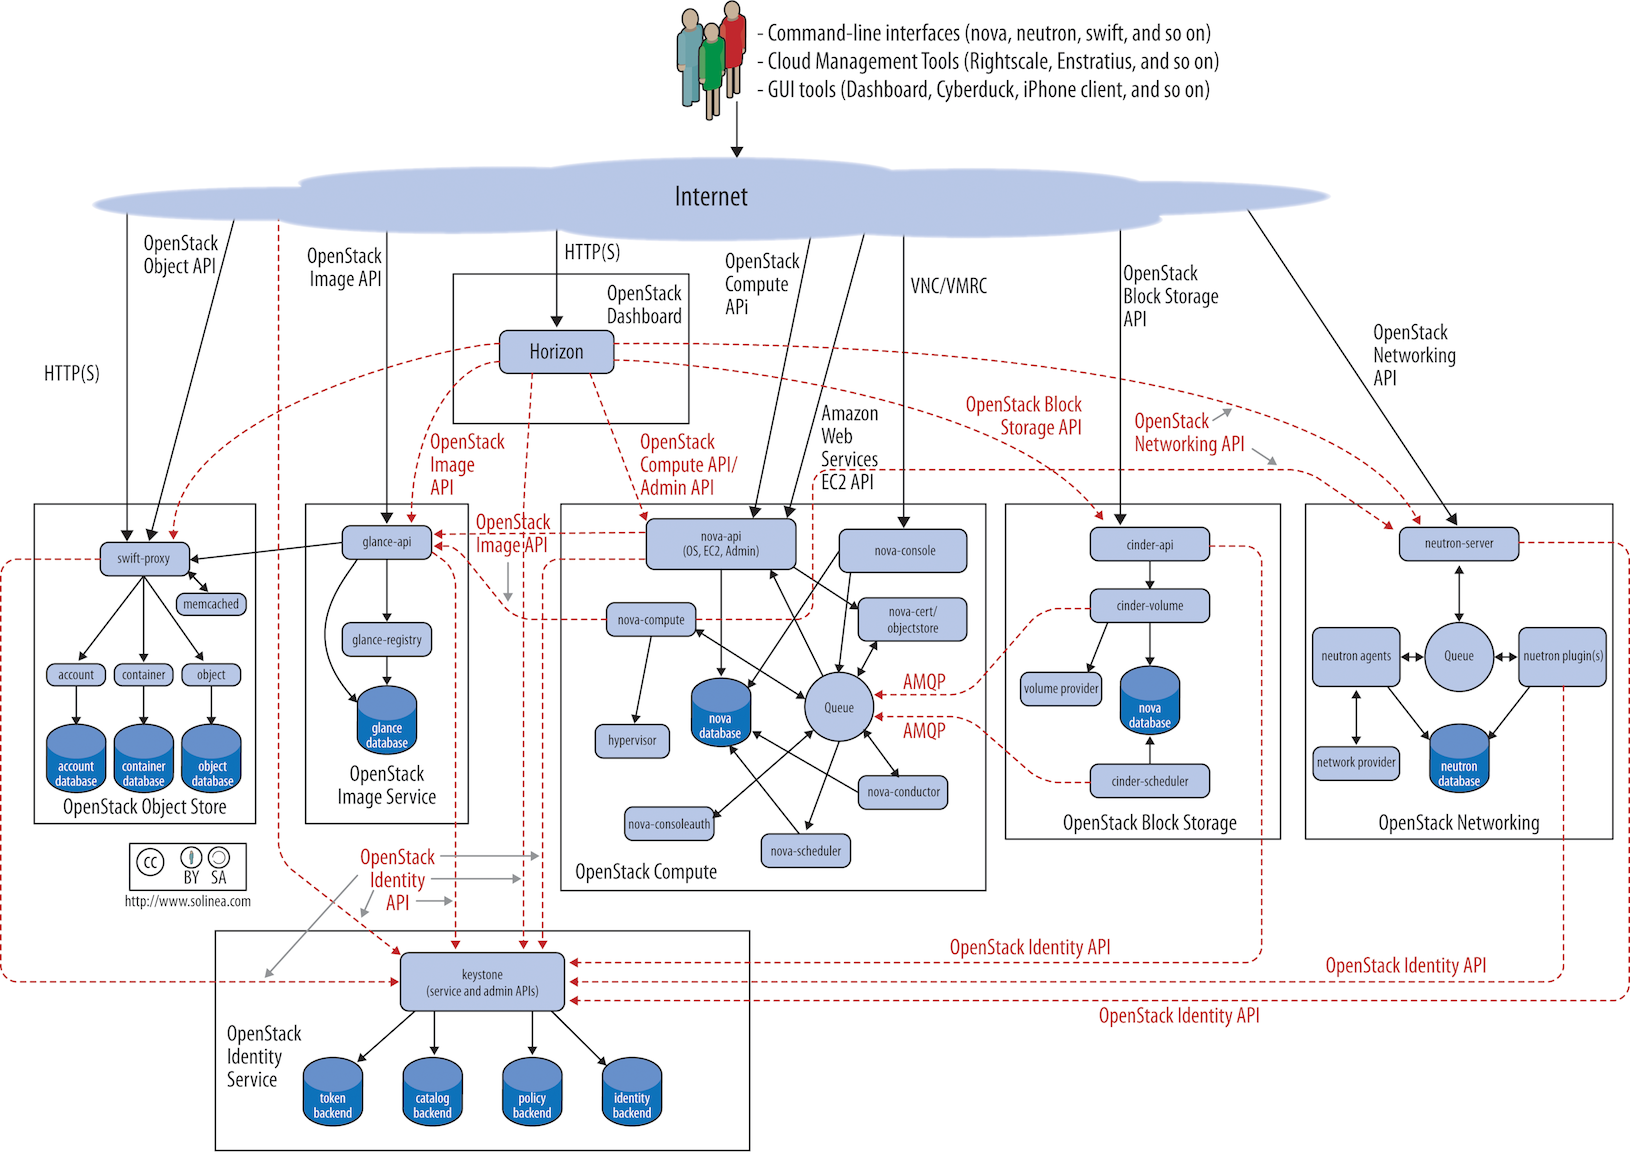 - Command-line interfaces (nova, neutron, swift, and so on)
- Cloud Management Tools (Rightscale, Enstratius, and so on)
- GUI tools (Dashboard, Cyberduck, iPhone client, and so on)
Internet
OpenStack
Object API
OpenStack
Image API
HTTP(S)
OpenStack
Compute
APi
VNC/VMRC
OpenStack
Block Storage
API
OpenStack
Networking
API
HTTP(S)
OpenStack
Dashboard
Horizon
OpenStack
Image
API
OpenStack
Compute API/
Admin API
Amazon
Web
Services
EC2 API
OpenStack Block
Storage API
OpenStack
Networking API
OpenStack
Image API
swift-proxy
memcached
account
container
object
account
database
container
database
object
database
OpenStack Object Store
glance-api
glance-registry
glance
database
OpenStack
Image Service
nova-api
(OS, EC2, Admin)
nova-console
nova-compute
nova-cert/
objectstore
hypervisor
nova
database
Queue
nova-conductor
nova-consoleauth
nova-scheduler
OpenStack Compute
AMQP
AMQP
cinder-api
cinder-volume
volume provider
nova
database
cinder-scheduler
OpenStack Block Storage
neutron-server
neutron agents
Queue
nuetron plugin(s)
network provider
neutron
database
OpenStack Networking
CC
BY SA
http://www.solinea.com
OpenStack
Identity
API
OpenStack Identity API
OpenStack Identity API
OpenStack Identity API
keystone
(service and admin APIs)
OpenStack
Identity
Service
token
backend
catalog
backend
policy
backend
identity
backend